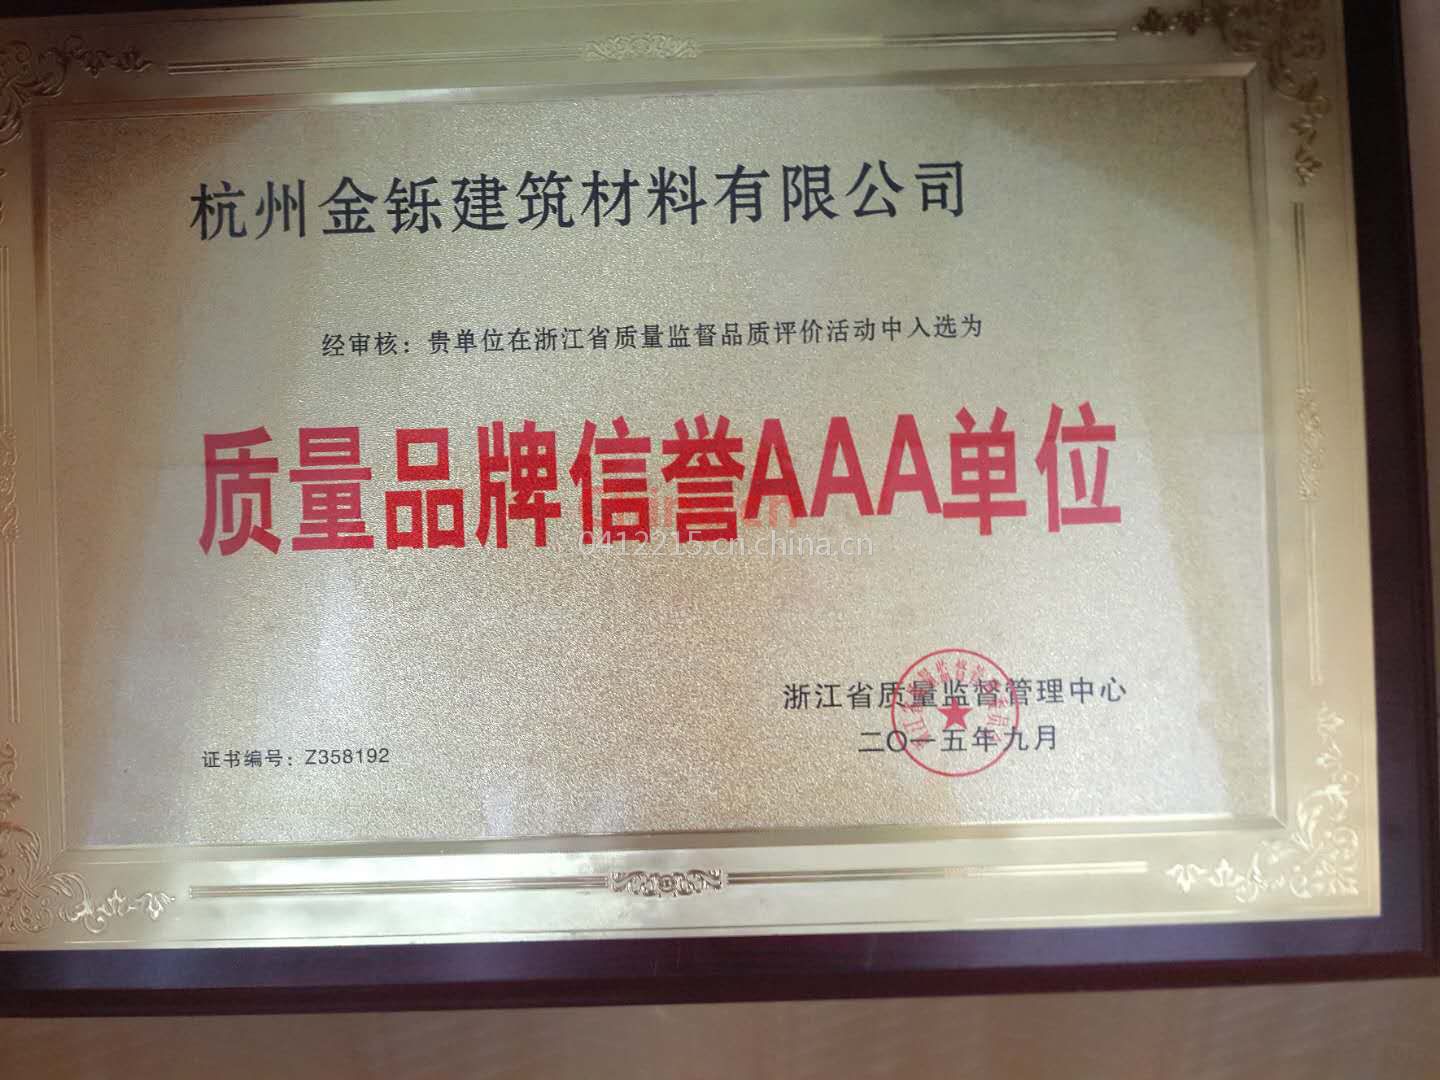 杭州金铄建筑材料有限公司
经审核：贵单位在浙江省质量监督品质评价活动中入选为
质量品牌信誉AAA单位
0412215.cn.china.cn
浙江省质量监督管理中心
二〇一五年九月
证书编号：Z358192